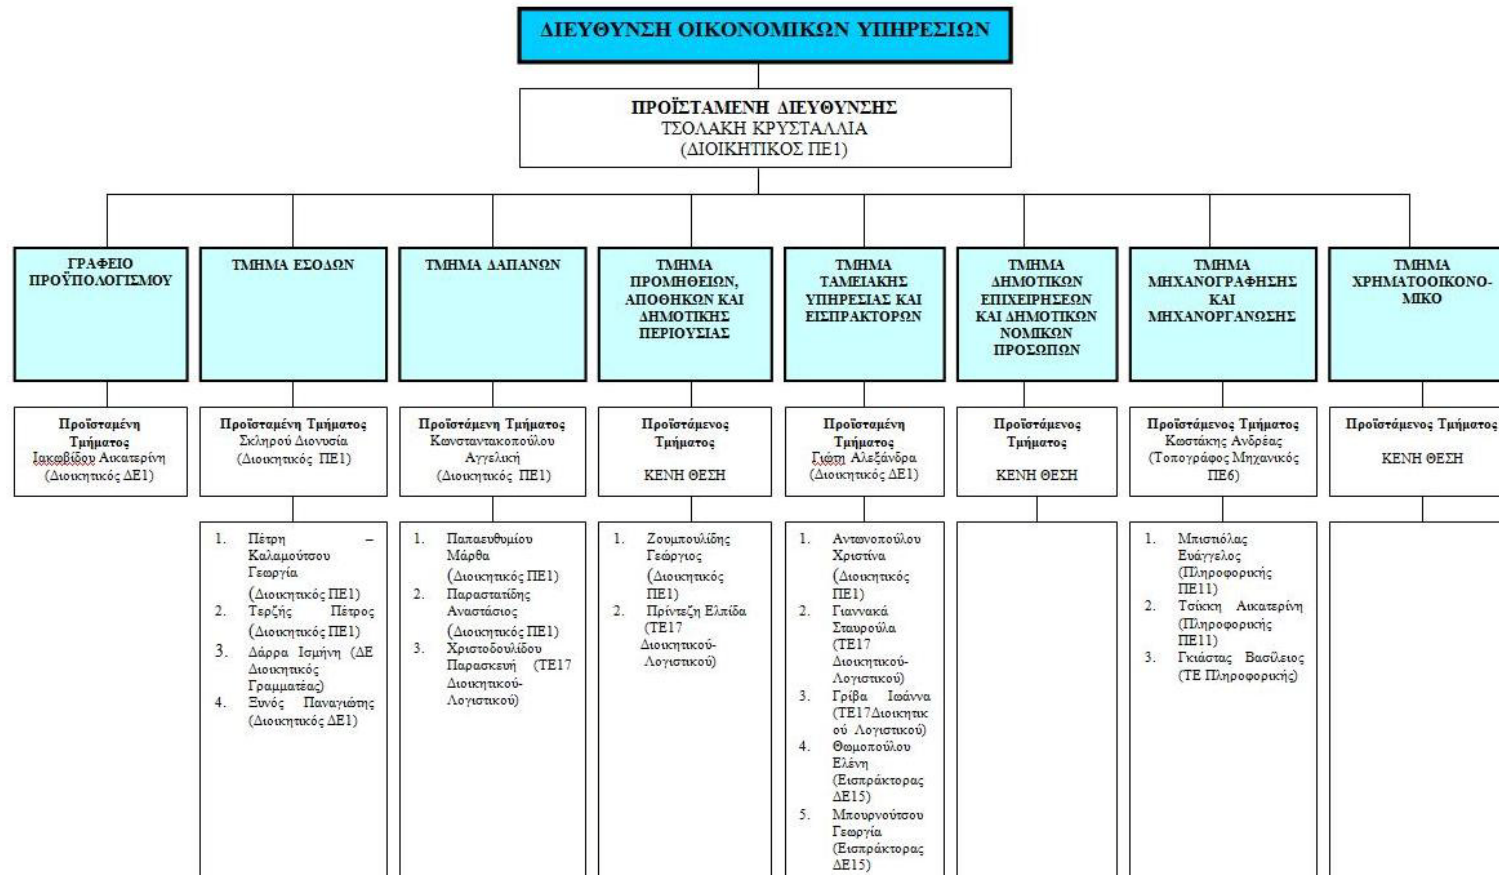 ΔΙΕΥΘΥΝΣΗ ΟΙΚΟΝΟΜΙΚΩΝ ΥΠΗΡΕΣΙΩΝ
ΠΡΟΪΣΤΑΜΕΝΗ ΔΙΕΥΘΥΝΣΗΣ
ΤΣΟΛΑΚΗ ΚΡΥΣΤΑΛΛΙΑ
(ΔΙΟΙΚΗΤΙΚΟΣ ΠΕ1)
ΓΡΑΦΕΙΟ
ΠΡΟΫΠΟΛΟΓΙΣΜΟΥ
Προϊσταμένη
Τμήματος
Ιακωβίδου Αικατερίνη
(Διοικητικός ΔΕ1)
ΤΜΗΜΑ ΕΣΟΔΩΝ
Προϊσταμένη Τμήματος
Σκληρού Διονυσία
(Διοικητικός ΠΕ1)
1. Πέτρη –
Καλαμούτσου
Γεωργία
(Διοικητικός ΠΕ1)
2. Τερζής Πέτρος
(Διοικητικός ΠΕ1)
3. Δάρρα Ισμήνη (ΔΕ
Διοικητικός
Γραμματέας)
4. Ξυνός Παναγιώτης
(Διοικητικός ΔΕ1)
ΤΜΗΜΑ ΔΑΠΑΝΩΝ
Προϊστάμενη Τμήματος
Κωνσταντακοπούλου
Αγγελική
(Διοικητικός ΠΕ1)
1. Παπαευθυμίου
Μάρθα
(Διοικητικός ΠΕ1)
2. Παραστατίδης
Αναστάσιος
(Διοικητικός ΠΕ1)
3. Χριστοδουλίδου
Παρασκευή (ΤΕ17
Διοικητικού-
Λογιστικού)
ΤΜΗΜΑ
ΠΡΟΜΗΘΕΙΩΝ,
ΑΠΟΘΗΚΩΝ ΚΑΙ
ΔΗΜΟΤΙΚΗΣ
ΠΕΡΙΟΥΣΙΑΣ
Προϊστάμενος
Τμήματος
ΚΕΝΗ ΘΕΣΗ
1. Ζουμπουλίδης
Γεώργιος
(Διοικητικός
ΠΕ1)
2. Πρίντεζη Ελπίδα
(ΤΕ17
Διοικητικού-
Λογιστικού)
ΤΜΗΜΑ
ΤΑΜΕΙΑΚΗΣ
ΥΠΗΡΕΣΙΑΣ ΚΑΙ
ΕΙΣΠΡΑΚΤΟΡΩΝ
Προϊσταμένη
Τμήματος
Γιώτη Αλεξάνδρα
(Διοικητικός ΔΕ1)
1. Αντωνοπούλου
Χριστίνα
(Διοικητικός
ΠΕ1)
2. Γιαννακά
Σταυρούλα
(ΤΕ17
Διοικητικού-
Λογιστικού)
3. Γρίβα Ιωάννα
(ΤΕ17Διοικητικ
ού Λογιστικού)
4. Θωμοπούλου
Ελένη
(Εισπράκτορας
ΔΕ15)
5. Μπουρνούτσου
Γεωργία
(Εισπράκτορας
ΔΕ15)
ΤΜΗΜΑ
ΔΗΜΟΤΙΚΩΝ
ΕΠΙΧΕΙΡΗΣΕΩΝ
ΚΑΙ ΔΗΜΟΤΙΚΩΝ
ΝΟΜΙΚΩΝ
ΠΡΟΣΩΠΩΝ
Προϊστάμενος
Τμήματος
ΚΕΝΗ ΘΕΣΗ
ΤΜΗΜΑ
ΜΗΧΑΝΟΓΡΑΦΗΣΗΣ
ΚΑΙ
ΜΗΧΑΝΟΡΓΑΝΩΣΗΣ
Προϊστάμενος Τμήματος
Κωστάκης Ανδρέας
(Τοπογράφος Μηχανικός
ΠΕ6)
1. Μπιστιόλας
Ευάγγελος
(Πληροφορικής
ΠΕ11)
2. Τσίκκη Αικατερίνη
(Πληροφορικής
ΠΕ11)
3. Γκιάστας Βασίλειος
(ΤΕ Πληροφορικής)
ΤΜΗΜΑ
ΧΡΗΜΑΤΟΟΙΚΟΝΟ-
ΜΙΚΟ
Προϊστάμενος Τμήματος
ΚΕΝΗ ΘΕΣΗ